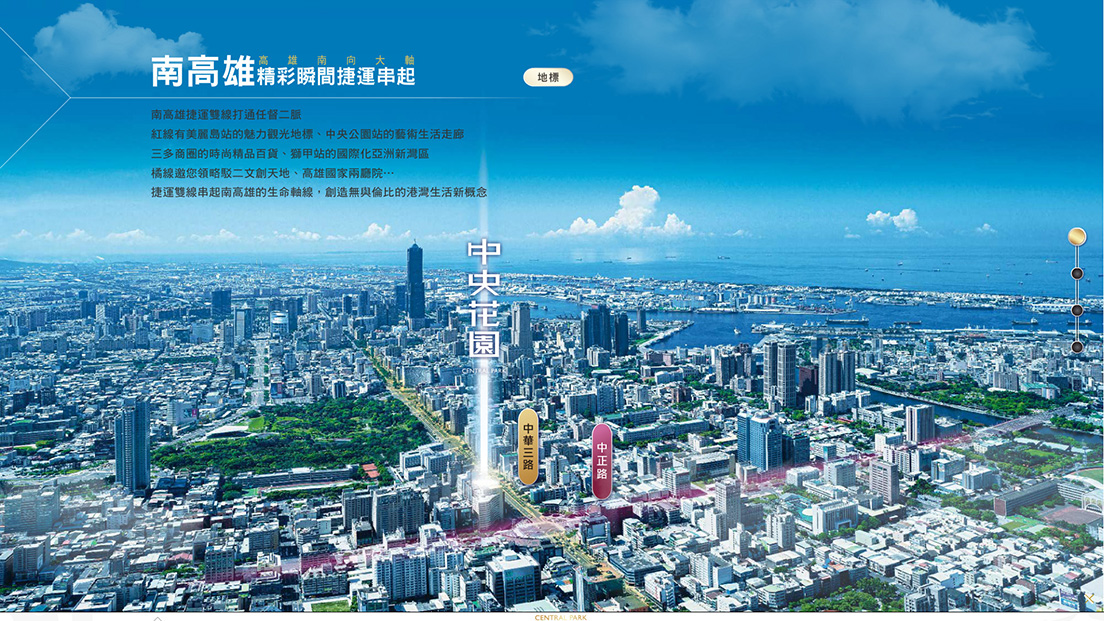 南高雄
高雄南向大軸
精彩瞬間捷運串起
地標
南高雄捷運雙線打通任督二脈
紅線有美麗島站的魅力觀光地標、中央公園站的藝術生活走廊
三多商圈的時尚精品百貨、獅甲站的國際化亞洲新灣區
橘線邀您領略駁二文創天地、高雄國家兩廳院…
捷運雙線串起南高雄的生命軸線，創造無與倫比的港灣生活新概念
中央花園
CENTRAL PARK
中華三路
中正路
CENTRAL PARK